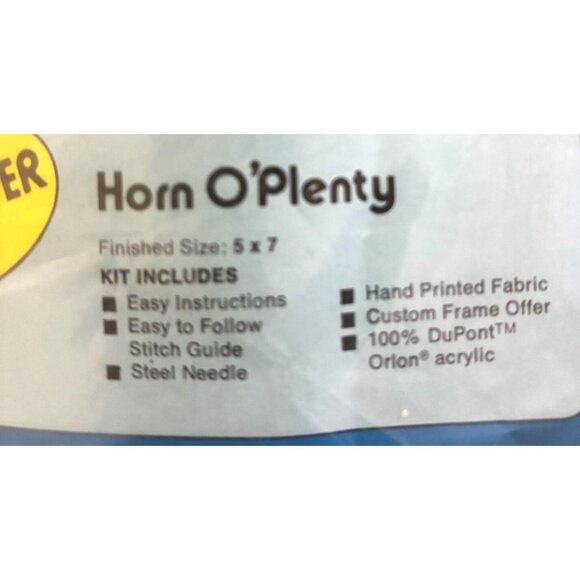 ER
Horn O'Plenty
Finished Size: 5 x 7
KIT INCLUDES
■ Easy Instructions
■ Easy to Follow
Stitch Guide
■ Steel Needle
■ Hand Printed Fabric
■ Custom Frame Offer
■ 100% DuPont™
Orlon® acrylic